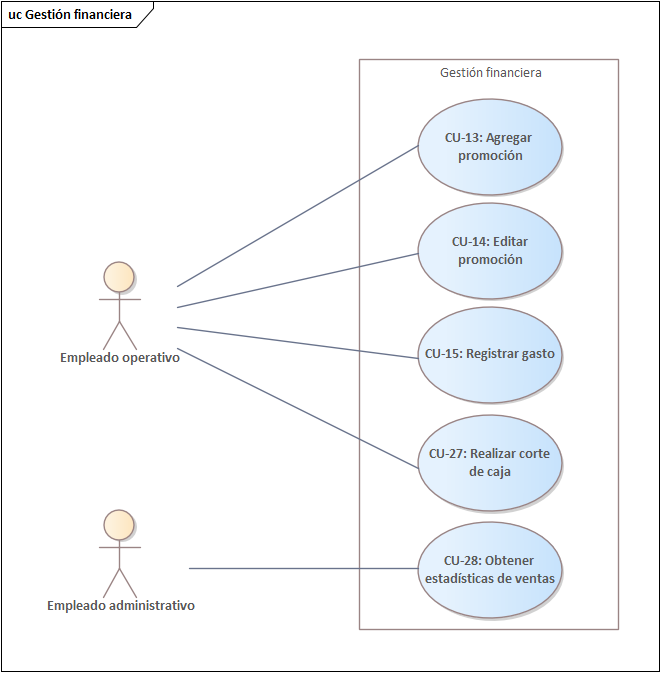 uc Gestión financiera
Gestión financiera
CU-13: Agregar
promoción
CU-14: Editar
promoción
CU-15: Registrar gasto
CU-27: Realizar corte
de caja
CU-28: Obtener
estadísticas de ventas
Empleado operativo
Empleado administrativo